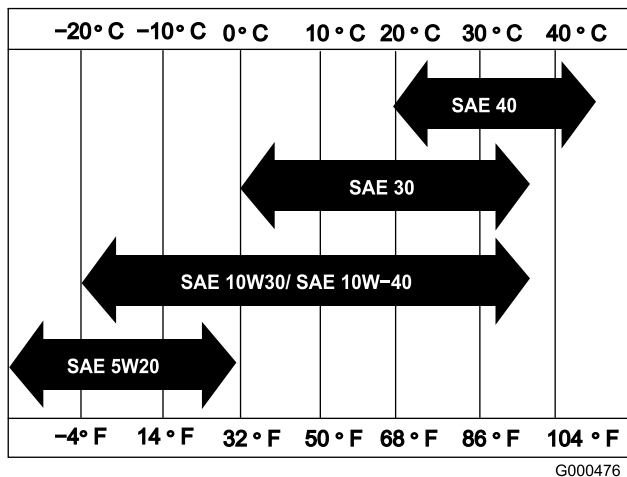 −20° C −10° C 0° C 10° C 20° C 30° C 40° C
SAE 40
SAE 30
SAE 10W30/ SAE 10W−40
SAE 5W20
−4° F 14° F 32° F 50° F 68° F 86° F 104° F
G000476